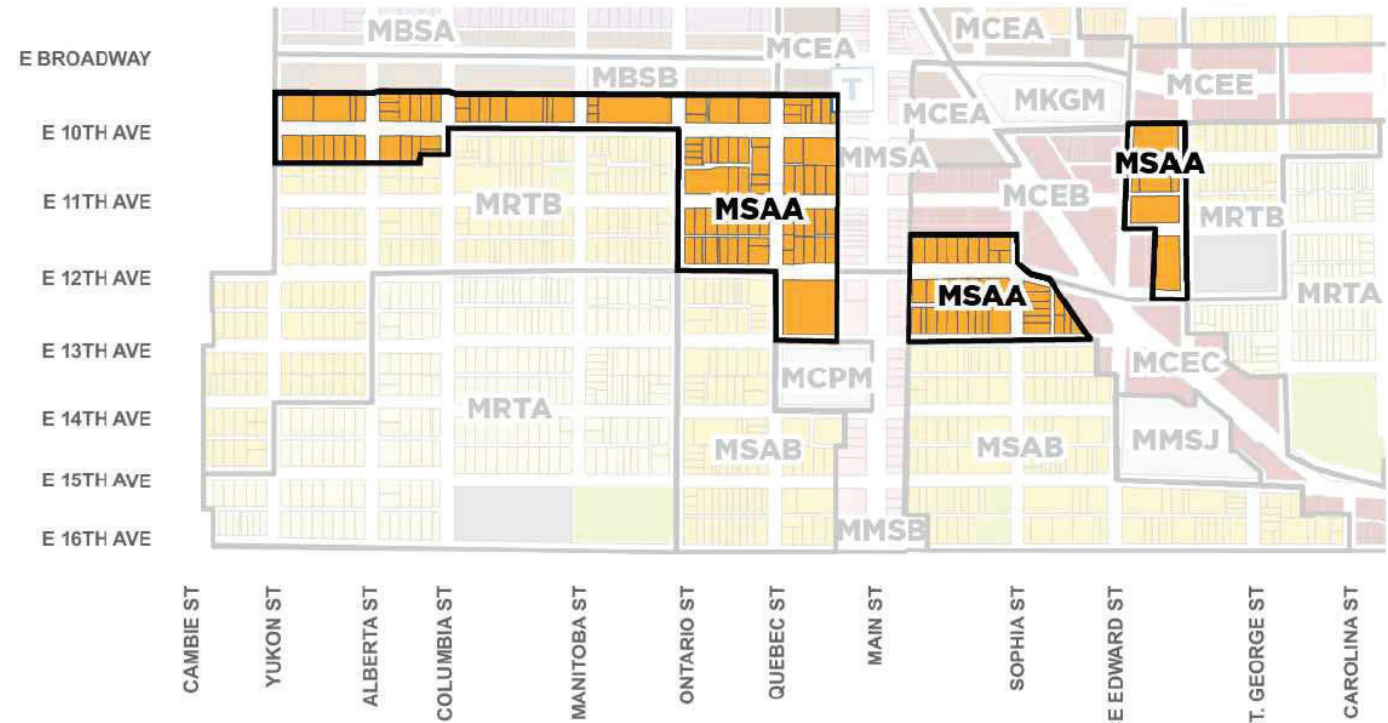 MBSA
MCEA
MCEA
E BROADWAY
MBSB
T
MCEE
MKGM
MCEA
E 10TH AVE
MMSA
MSAA
E 11TH AVE
MRTB
MSAA
MCEB
MRTB
E 12TH AVE
MSAA
MRTA
E 13TH AVE
MCPM
MCEC
E 14TH AVE
MRTA
MSAB
MSAB
MMSJ
E 15TH AVE
E 16TH AVE
MMSB
CAMBIE ST
YUKON ST
ALBERTA ST
COLUMBIA ST
MANITOBA ST
ONTARIO ST
QUEBEC ST
MAIN ST
SOPHIA ST
E EDWARD ST
T. GEORGE ST
CAROLINA ST